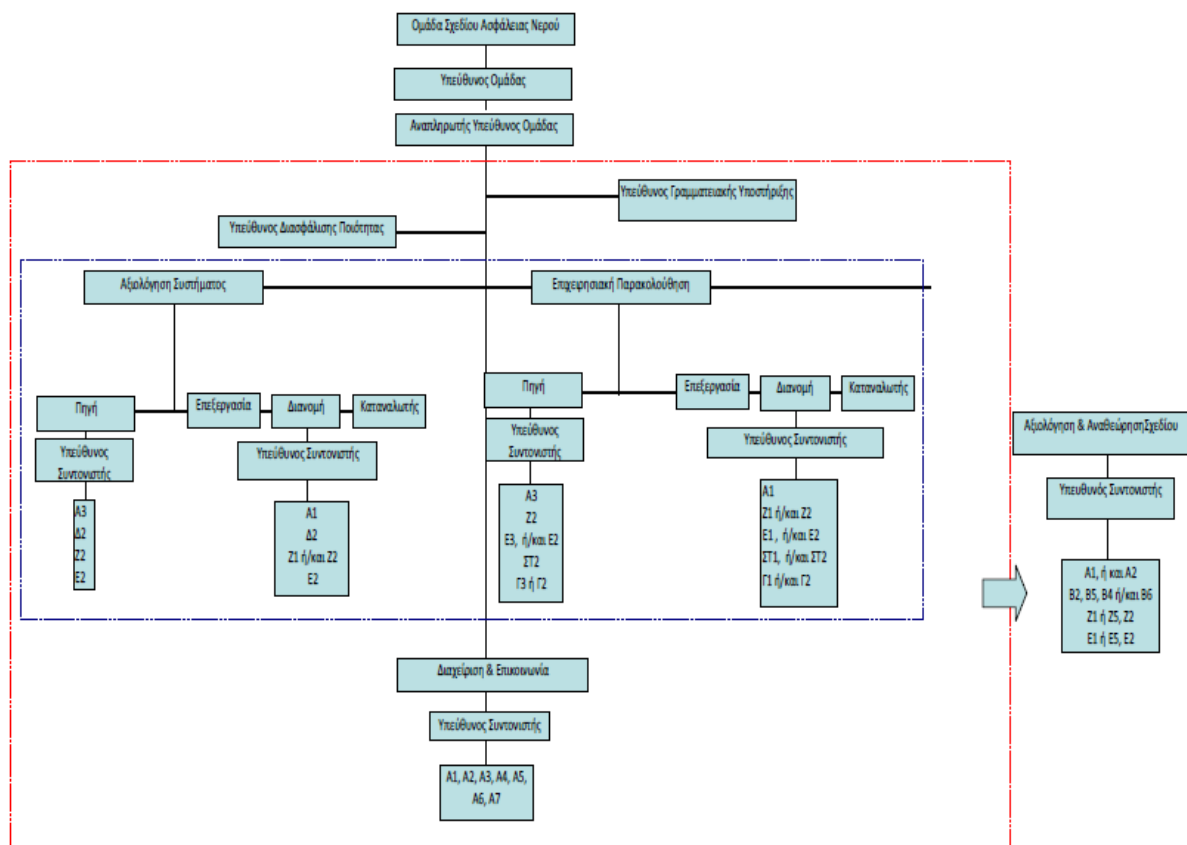 Ομάδα Σχεδίου Ασφάλειας Νερού
Υπεύθυνος Ομάδας
Αναπληρωτής Υπεύθυνος Ομάδας
Υπεύθυνος Γραμματειακής Υποστήριξης
Υπεύθυνος Διασφάλισης Ποιότητας
Αξιολόγηση Συστήματος
Επιχειρησιακή Παρακολούθηση
Πηγή
Επεξεργασία
Διανομή
Καταναλωτής
Υπεύθυνος
Συντονιστής
Υπεύθυνος Συντονιστής
Α3
Δ2
Ζ2
Ε2
Α1
Δ2
Ζ1 ή/και Ζ2
Ε2
Πηγή
Επεξεργασία
Διανομή
Καταναλωτής
Υπεύθυνος
Συντονιστής
Υπεύθυνος Συντονιστής
Α3
Ζ2
Ε3, ή/και Ε2
ΣΤ2
Γ3 ή Γ2
Α1
Ζ1 ή/και Ζ2
Ε1 , ή/και Ε2
ΣΤ1, ή/και ΣΤ2
Γ1 ή/και Γ2
Αξιολόγηση & ΑναθεώρησηΣχεδίου
Υπευθυνός Συντονιστής
Α1, ή και Α2
Β2, Β5, Β4 ή/και Β6
Ζ1 ή Ζ5, Ζ2
Ε1 ή Ε5, Ε2
Διαχείριση & Επικοινωνία
Υπεύθυνος Συντονιστής
Α1, Α2, Α3, Α4, Α5,
Α6, Α7